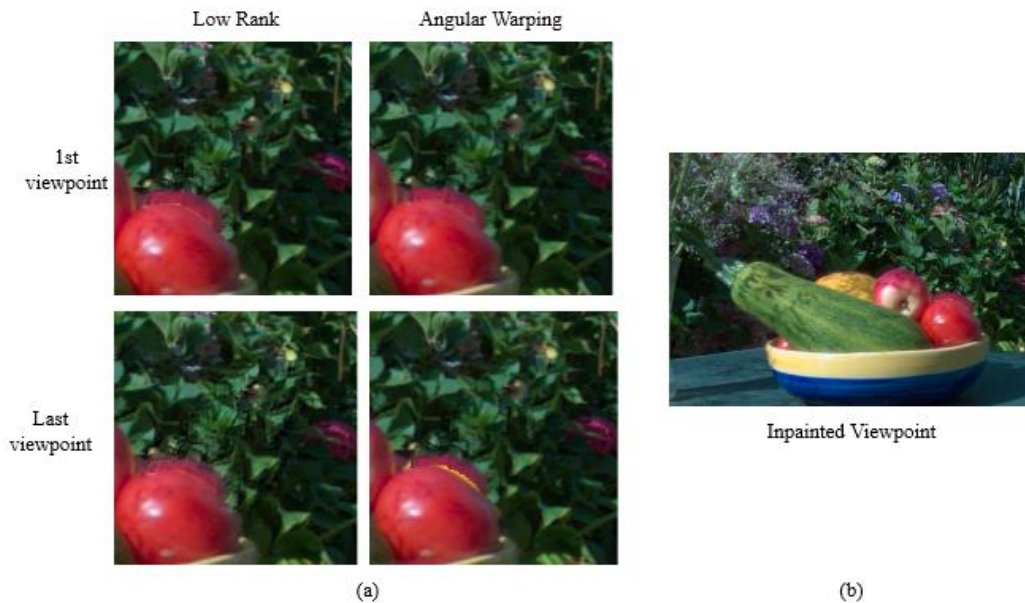 Low Rank
Angular Warping
1st
viewpoint
Last
viewpoint
Inpainted Viewpoint
(a)
(b)